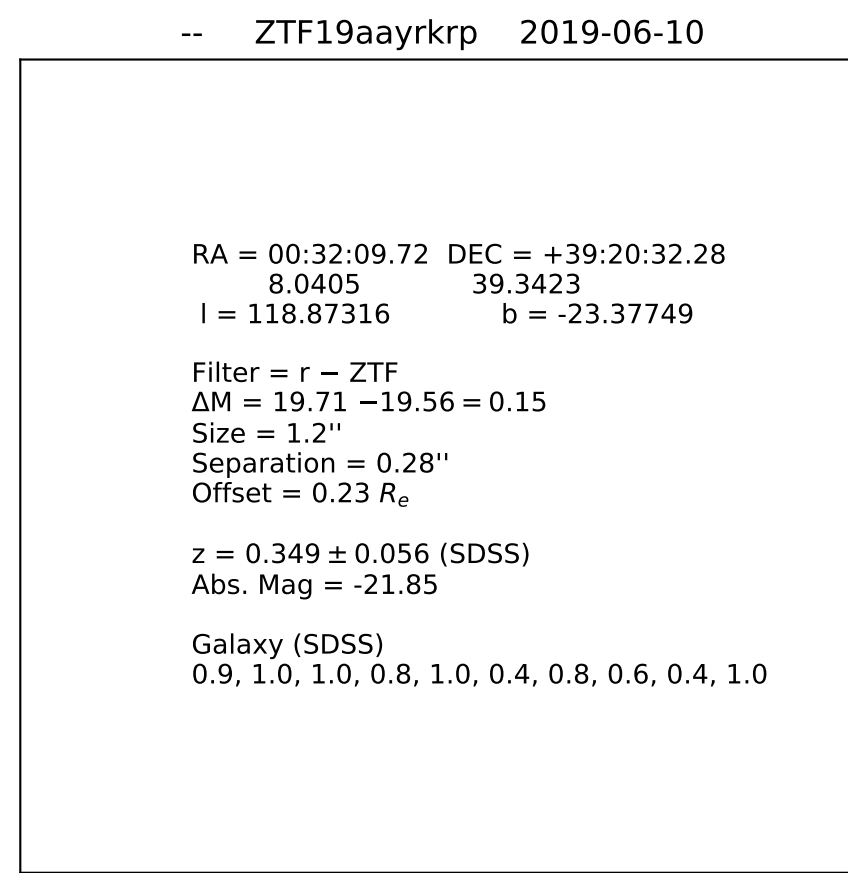 -- ZTF19aayrkrp 2019-06-10
RA = 00:32:09.72 DEC = +39:20:32.28
8.0405 39.3423
l = 118.87316 b = -23.37749
Filter = r − ZTF
ΔM = 19.71 −19.56 = 0.15
Size = 1.2''
Separation = 0.28''
Offset = 0.23 Re
z = 0.349 ± 0.056 (SDSS)
Abs. Mag = -21.85
Galaxy (SDSS)
0.9, 1.0, 1.0, 0.8, 1.0, 0.4, 0.8, 0.6, 0.4, 1.0